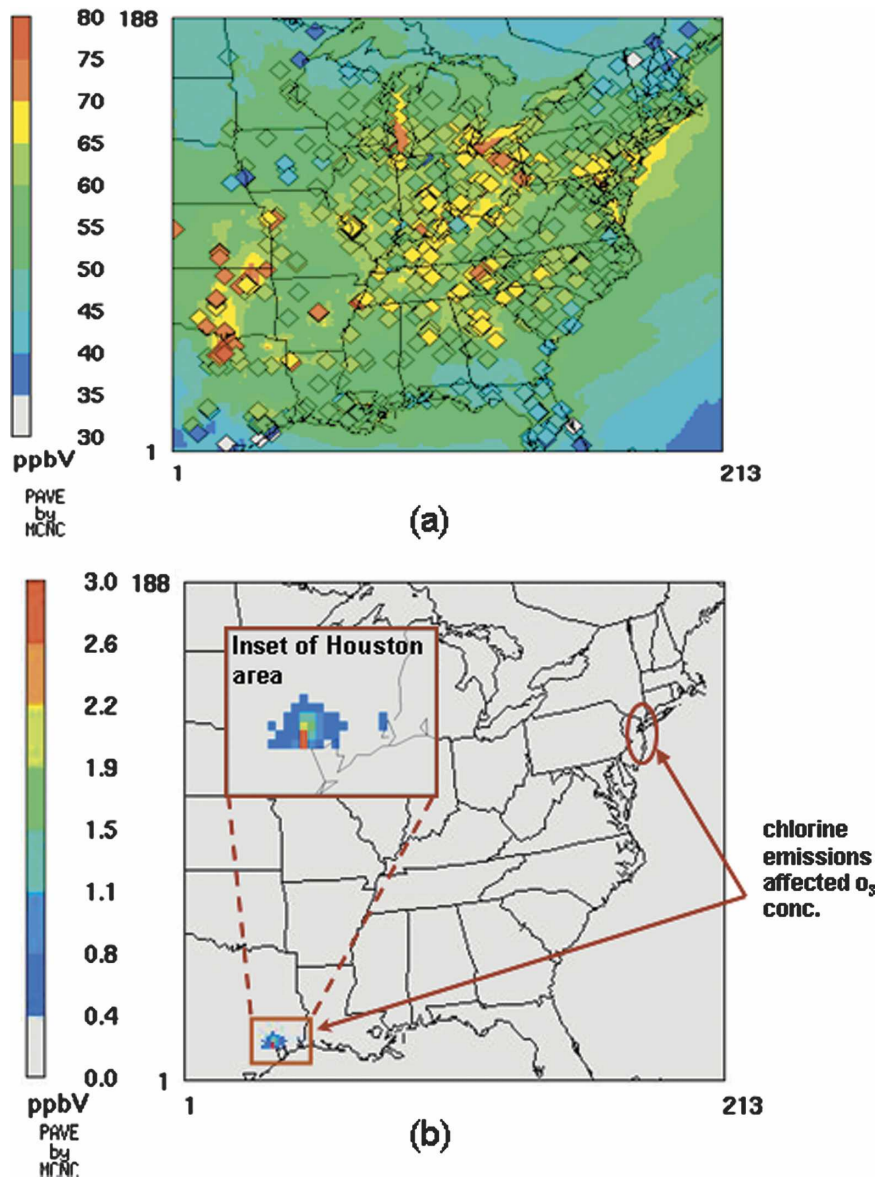 80
75
70
65
60
55
50
45
40
35
30
ppbV
PAVE
by
MCNC
188
1
1
213
(a)
3.0
2.6
2.2
1.9
1.5
1.1
0.8
0.4
0.0
ppbV
PAVE
by
MCNC
188
1
1
213
Inset of Houston
area
chlorine
emissions
affected o₃
conc.
(b)